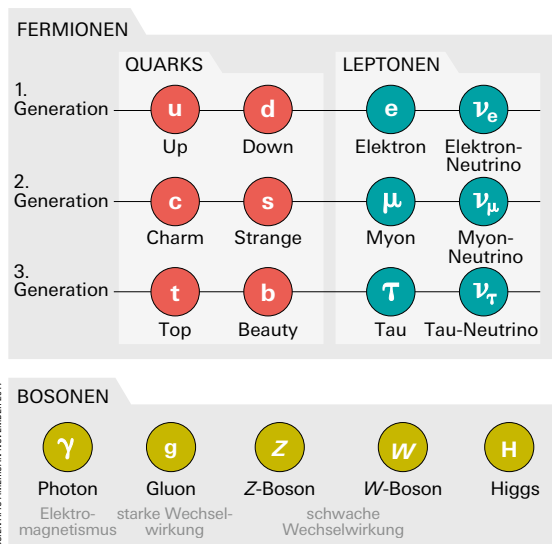 FERMIONEN
QUARKS
LEPTONEN
1.
Generation
u
d
e
νe
Up
Down
Elektron
Elektron-
Neutrino
2.
Generation
c
s
μ
νμ
Charm
Strange
Myon
Myon-
Neutrino
3.
Generation
t
b
τ
ντ
Top
Beauty
Tau
Tau-Neutrino
BOSONEN
γ
g
Z
W
H
Photon
Gluon
Z-Boson
W-Boson
Higgs
Elektro-
magnetismus
starke Wechsel-
wirkung
schwache
Wechselwirkung